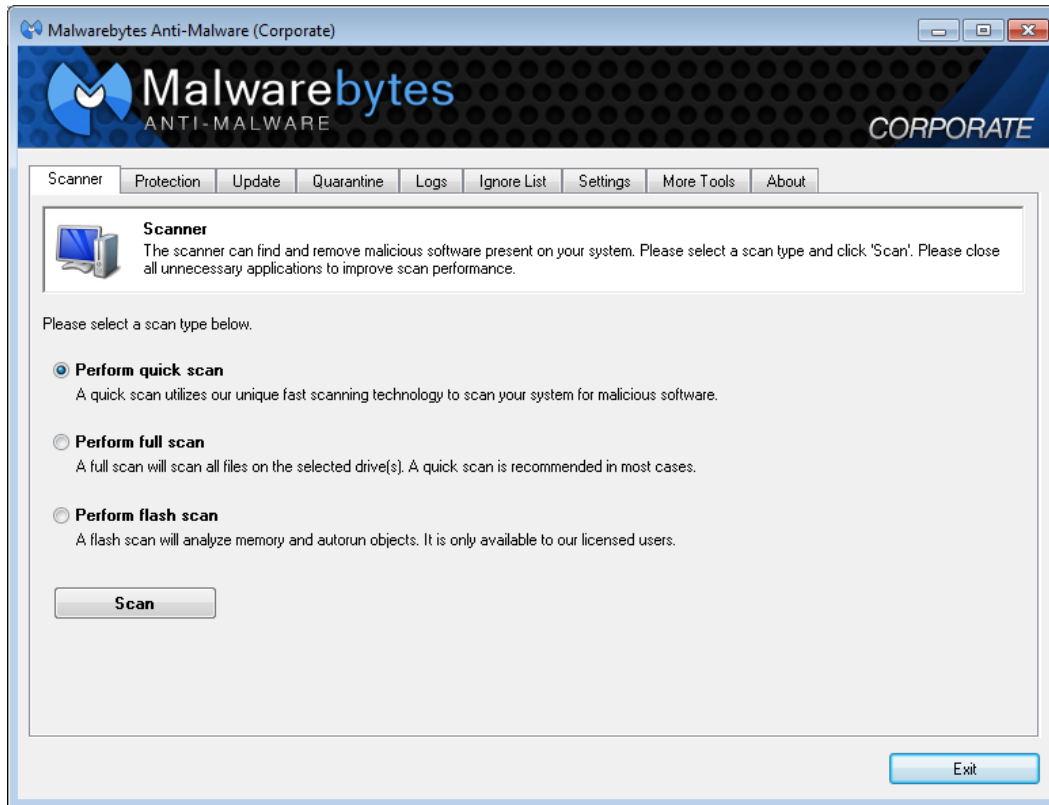 Malwarebytes Anti-Malware (Corporate)
Malwarebytes
ANTI-MALWARE
CORPORATE
Scanner Protection Update Quarantine Logs Ignore List Settings More Tools About
Scanner
The scanner can find and remove malicious software present on your system. Please select a scan type and click 'Scan'. Please close
all unnecessary applications to improve scan performance.
Please select a scan type below.
Perform quick scan
A quick scan utilizes our unique fast scanning technology to scan your system for malicious software.
Perform full scan
A full scan will scan all files on the selected drive(s). A quick scan is recommended in most cases.
Perform flash scan
A flash scan will analyze memory and autorun objects. It is only available to our licensed users.
Scan
Exit